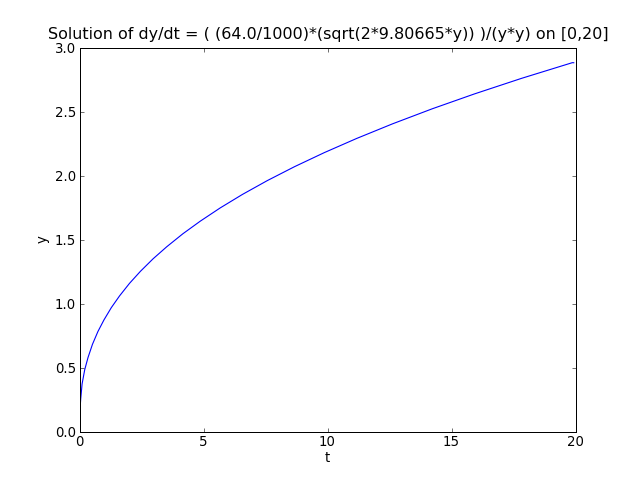 Solution of dy/dt = ( (64.0/1000)*(sqrt(2*9.80665*y)) )/(y*y) on [0,20]
3.0
2.5
2.0
1.5
1.0
0.5
0.0
y
0 5 10 15 20
t